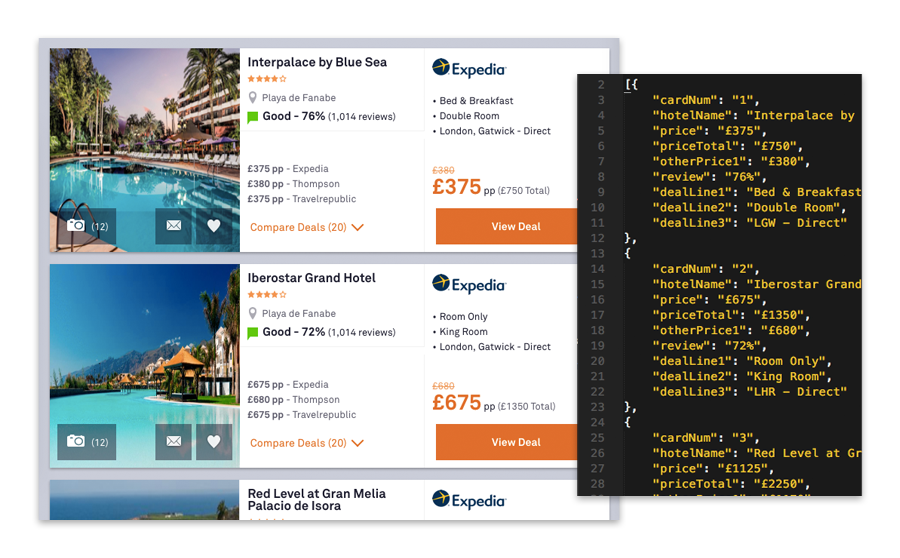 Interpalace by Blue Sea
Playa de Fanabe
Good - 76% (1,014 reviews)
£375 pp - Expedia
£380 pp - Thompson
£375 pp - Travelrepublic
(12)
Compare Deals (20)
Expedia
• Bed & Breakfast
• Double Room
• London, Gatwick - Direct
£380
£375 pp (£750 Total)
View Deal
Iberostar Grand Hotel
Playa de Fanabe
Good - 72% (1,014 reviews)
£675 pp - Expedia
£680 pp - Thompson
£675 pp - Travelrepublic
(12)
Compare Deals (20)
Expedia
• Room Only
• King Room
• London, Gatwick - Direct
£680
£675 pp (£1350 Total)
View Deal
Red Level at Gran Melia
Palacio de Isora
Expedia
2 [{
3 "cardNum": "1",
4 "hotelName": "Interpalace by
5 "price": "£375",
6 "priceTotal": "£750",
7 "otherPrice1": "£380",
8 "review": "76%",
9 "dealLine1": "Bed & Breakfast
10 "dealLine2": "Double Room",
11 "dealLine3": "LGW - Direct"
12 },
13 {
14 "cardNum": "2",
15 "hotelName": "Iberostar Grand
16 "price": "£675",
17 "priceTotal": "£1350",
18 "otherPrice1": "£680",
19 "review": "72%",
20 "dealLine1": "Room Only",
21 "dealLine2": "King Room",
22 "dealLine3": "LHR - Direct"
23 },
24 {
25 "cardNum": "3",
26 "hotelName": "Red Level at Gr
27 "price": "£1125",
28 "priceTotal": "£2250",